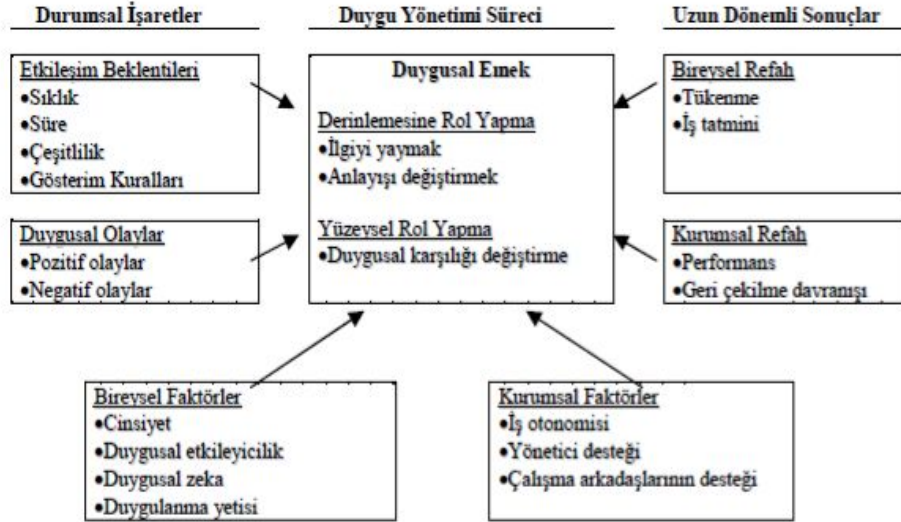 Durumsal İşaretler
Duygu Yönetimi Süreci
Uzun Dönemli Sonuçlar
Etkileşim Beklentileri
•Sıklık
•Süre
•Çeşitlilik
•Gösterim Kuralları
Duygusal Olaylar
•Pozitif olaylar
•Negatif olaylar
Duygusal Emek
Derinlemesine Rol Yapma
•İlgiyi yaymak
•Anlayışı değiştirmek
Yüzeysel Rol Yapma
•Duygusal karşılığı değiştirme
Bireysel Refah
•Tükenme
•İş tatmini
Kurumsal Refah
•Performans
•Geri çekilme davranışı
Bireysel Faktörler
•Cinsiyet
•Duygusal etkileyicilik
•Duygusal zeka
•Duygulanma yetisi
Kurumsal Faktörler
•İş otonomisi
•Yönetici desteği
•Çalışma arkadaşlarının desteği